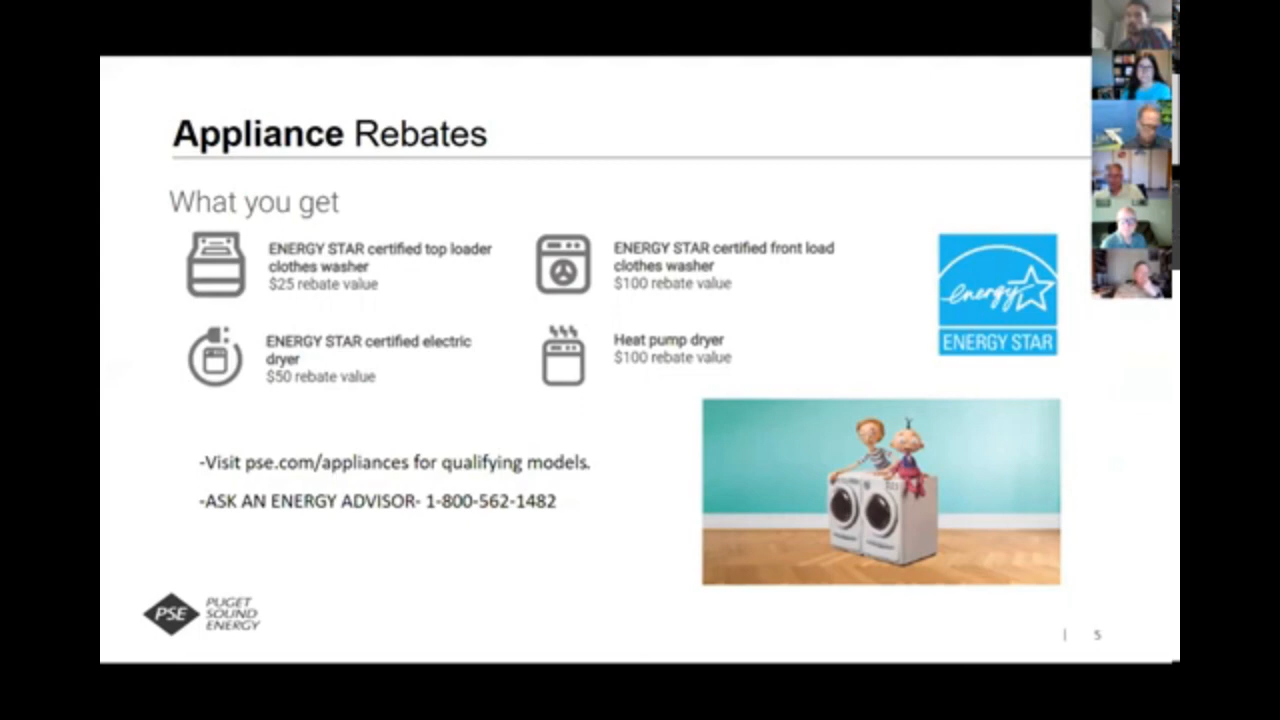 Appliance Rebates
What you get
ENERGY STAR certified top loader
clothes washer
$25 rebate value
ENERGY STAR certified front load
clothes washer
$100 rebate value
ENERGY STAR certified electric
dryer
$50 rebate value
Heat pump dryer
$100 rebate value
energy
ENERGY STAR
-Visit pse.com/appliances for qualifying models.
-ASK AN ENERGY ADVISOR- 1-800-562-1482
PSE
PUGET
SOUND
ENERGY
| 5